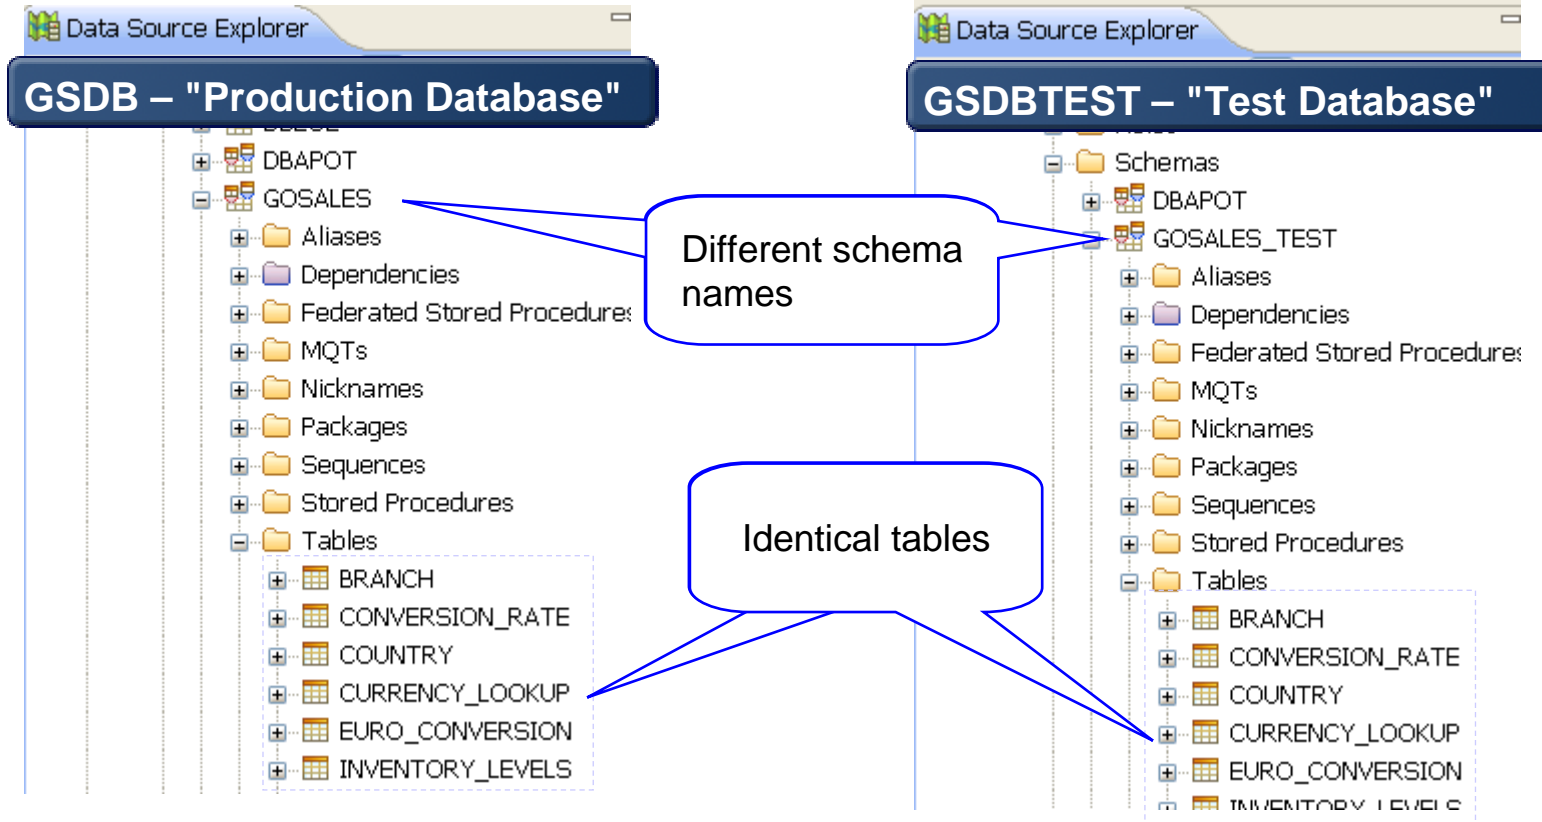 Data Source Explorer
GSDB – "Production Database"
DBAPOT
GOSALES
Aliases
Dependencies
Federated Stored Procedures
MQTs
Nicknames
Packages
Sequences
Stored Procedures
Tables
BRANCH
CONVERSION_RATE
COUNTRY
CURRENCY_LOOKUP
EURO_CONVERSION
INVENTORY_LEVELS
Different schema
names
Identical tables
Data Source Explorer
GSDBTEST – "Test Database"
Schemas
DBAPOT
GOSALES_TEST
Aliases
Dependencies
Federated Stored Procedures
MQTs
Nicknames
Packages
Sequences
Stored Procedures
Tables
BRANCH
CONVERSION_RATE
COUNTRY
CURRENCY_LOOKUP
EURO_CONVERSION
INVENTORY_LEVELS